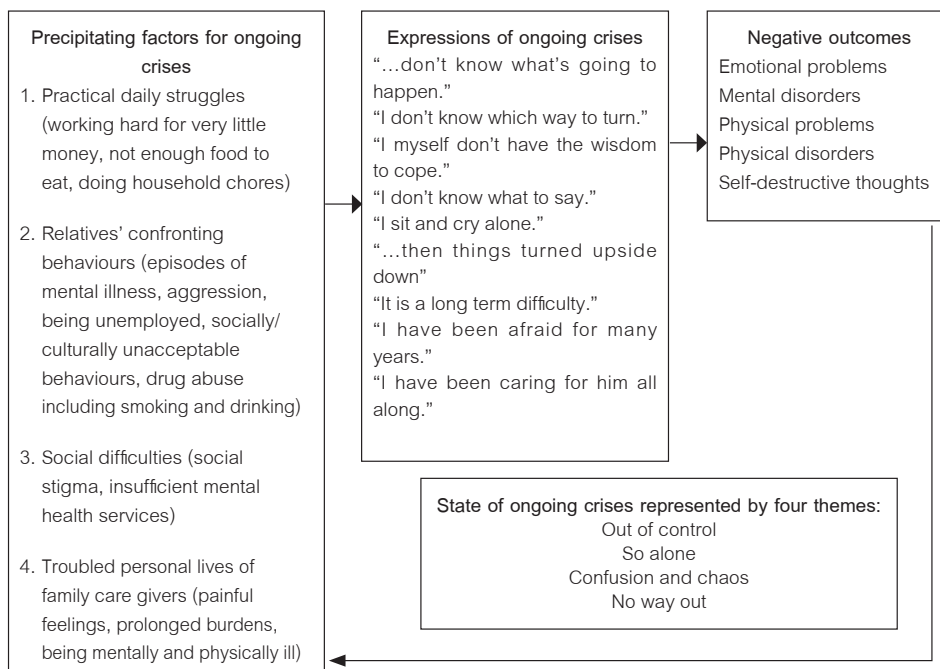 Precipitating factors for ongoing
crises
1. Practical daily struggles
(working hard for very little
money, not enough food to
eat, doing household chores)
2. Relatives’ confronting
behaviours (episodes of
mental illness, aggression,
being unemployed, socially/
culturally unacceptable
behaviours, drug abuse
including smoking and drinking)
3. Social difficulties (social
stigma, insufficient mental
health services)
4. Troubled personal lives of
family care givers (painful
feelings, prolonged burdens,
being mentally and physically ill)
Expressions of ongoing crises
“...don’t know what’s going to
happen.”
“I don’t know which way to turn.”
“I myself don’t have the wisdom
to cope.”
“I don’t know what to say.”
“I sit and cry alone.”
“...then things turned upside
down”
“It is a long term difficulty.”
“I have been afraid for many
years.”
“I have been caring for him all
along.”
Negative outcomes
Emotional problems
Mental disorders
Physical problems
Physical disorders
Self-destructive thoughts
State of ongoing crises represented by four themes:
Out of control
So alone
Confusion and chaos
No way out